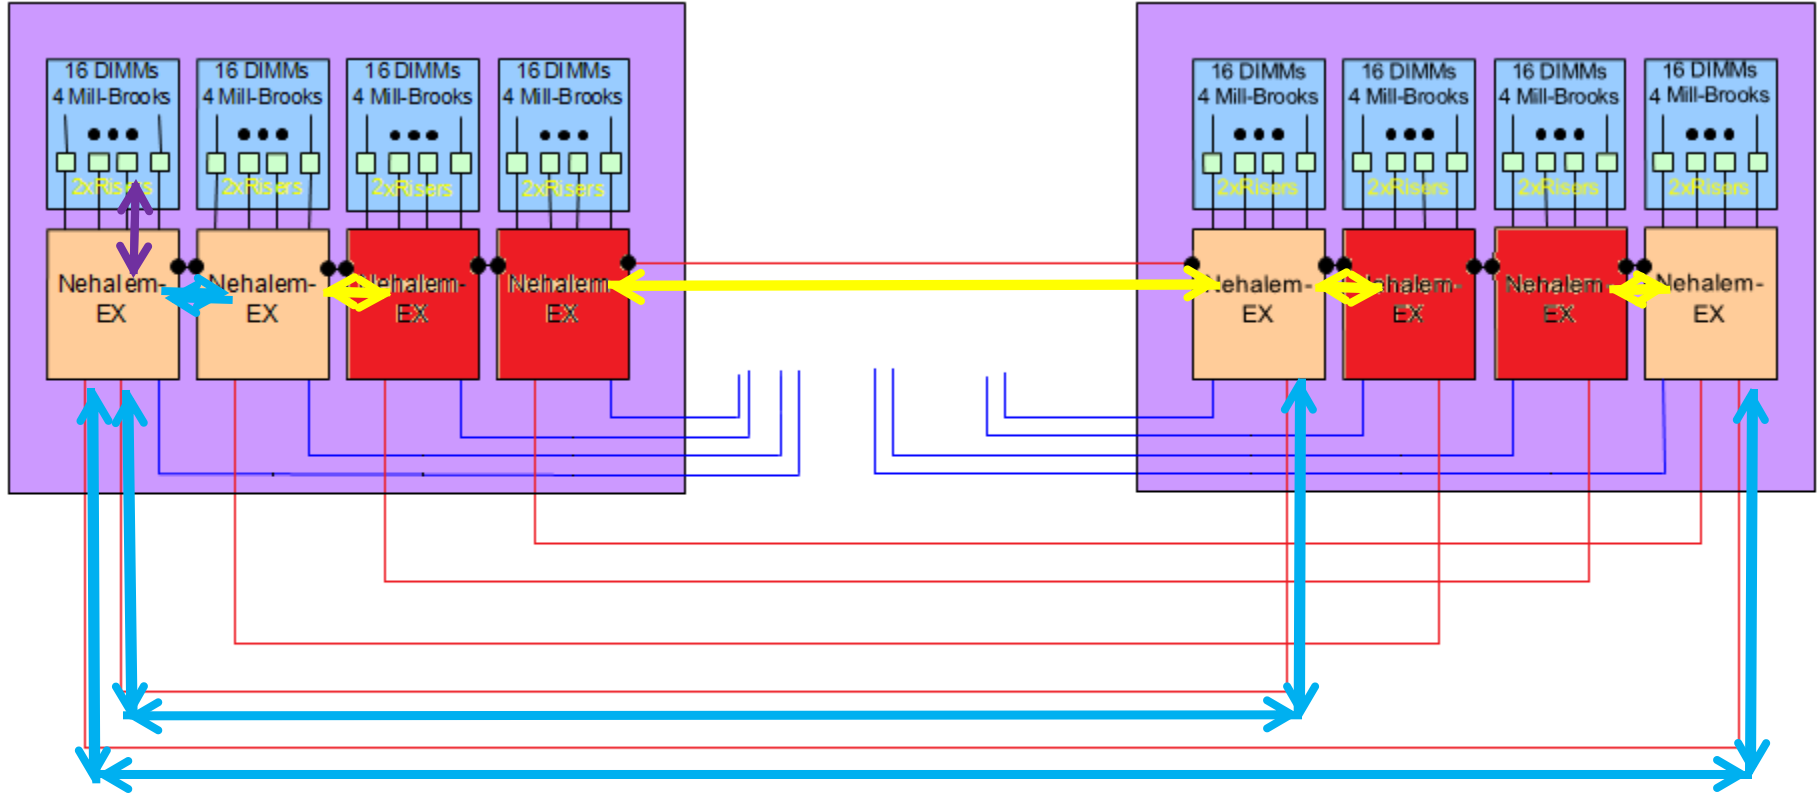 16 DIMMs
4 Mill-Brooks
2xRisers
16 DIMMs
4 Mill-Brooks
2xRisers
16 DIMMs
4 Mill-Brooks
2xRisers
16 DIMMs
4 Mill-Brooks
2xRisers
16 DIMMs
4 Mill-Brooks
2xRisers
16 DIMMs
4 Mill-Brooks
2xRisers
16 DIMMs
4 Mill-Brooks
2xRisers
16 DIMMs
4 Mill-Brooks
2xRisers
Nehalem-
EX
Nehalem-
EX
Nehalem-
EX
Nehalem-
EX
Nehalem-
EX
Nehalem-
EX
Nehalem-
EX
Nehalem-
EX